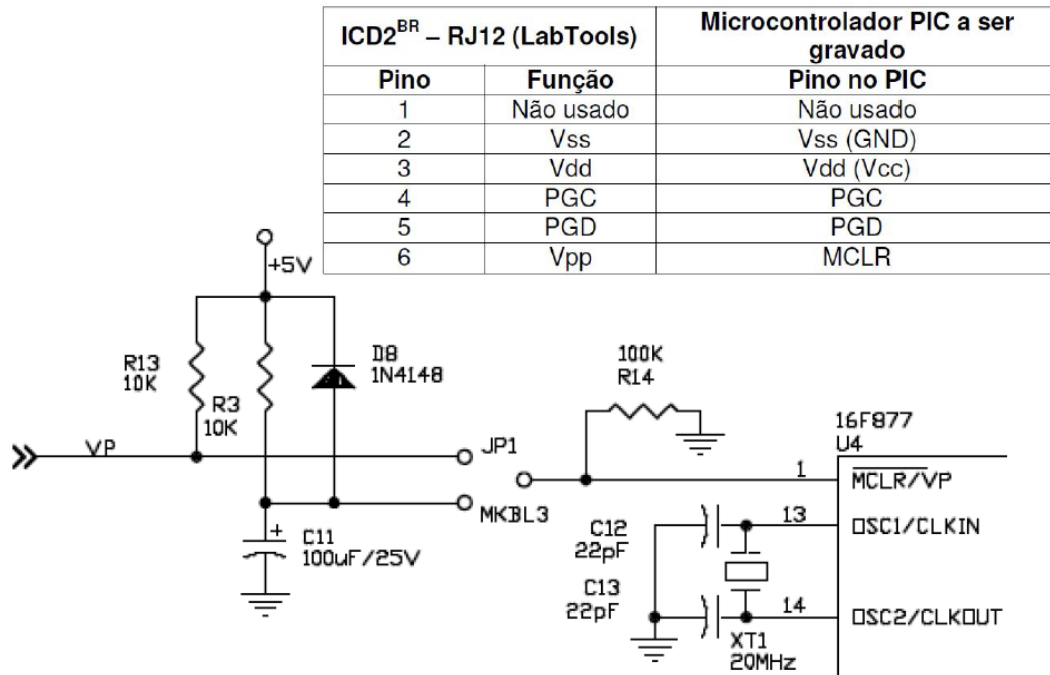 ICD2BR – RJ12 (LabTools)
Microcontrolador PIC a ser gravado
Pino Função Pino no PIC
1 Não usado Não usado
2 Vss Vss (GND)
3 Vdd Vdd (Vcc)
4 PGC PGC
5 PGD PGD
6 Vpp MCLR
+5V
R13
10K
R3
10K
D8
1N4148
VP
JP1
MKBL3
C11
100uF/25V
+
100K
R14
16F877
U4
1 MCLR/VP
C12
22pF
13 OSC1/CLKIN
C13
22pF
14 OSC2/CLKOUT
XT1
20MHz